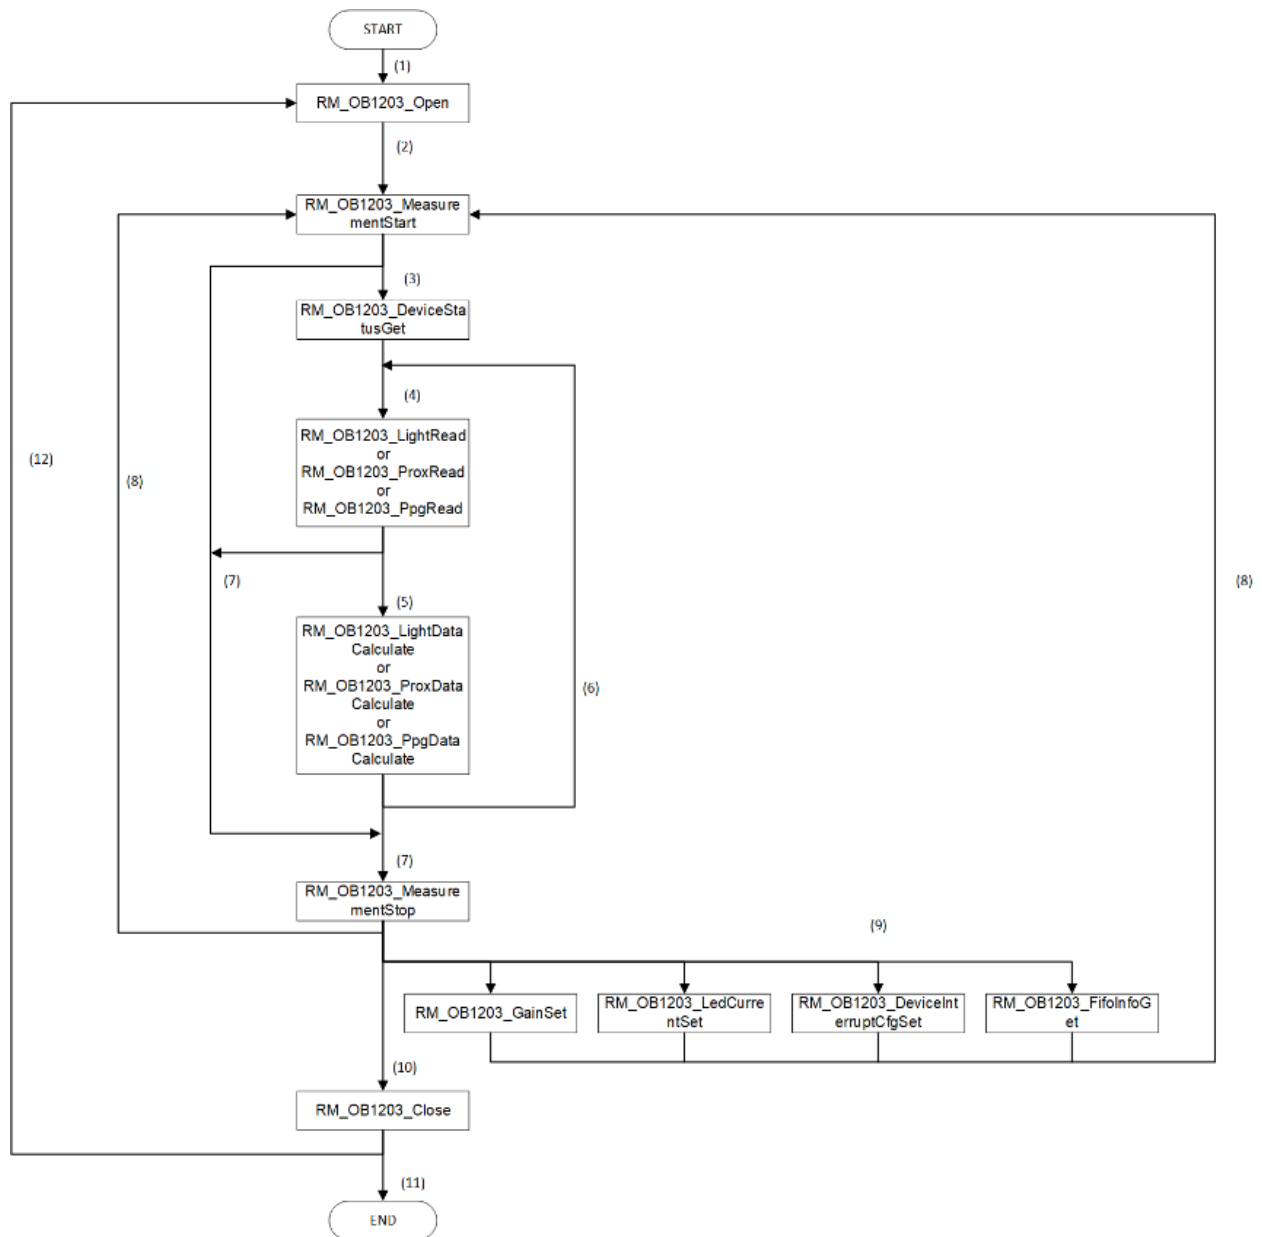 START
(1)
RM_OB1203_Open
(2)
RM_OB1203_Measure
mentStart
(3)
RM_OB1203_DeviceSta
tusGet
(4)
RM_OB1203_LightRead
or
RM_OB1203_ProxRead
or
RM_OB1203_PpgRead
(12)
(8)
(7)
(8)
(5)
RM_OB1203_LightData
Calculate
or
RM_OB1203_ProxData
Calculate
or
RM_OB1203_PpgData
Calculate
(6)
(7)
RM_OB1203_Measure
mentStop
(9)
RM_OB1203_GainSet
RM_OB1203_LedCurre
ntSet
RM_OB1203_DeviceInt
erruptCfgSet
RM_OB1203_FifoInfoG
et
(10)
RM_OB1203_Close
(11)
END